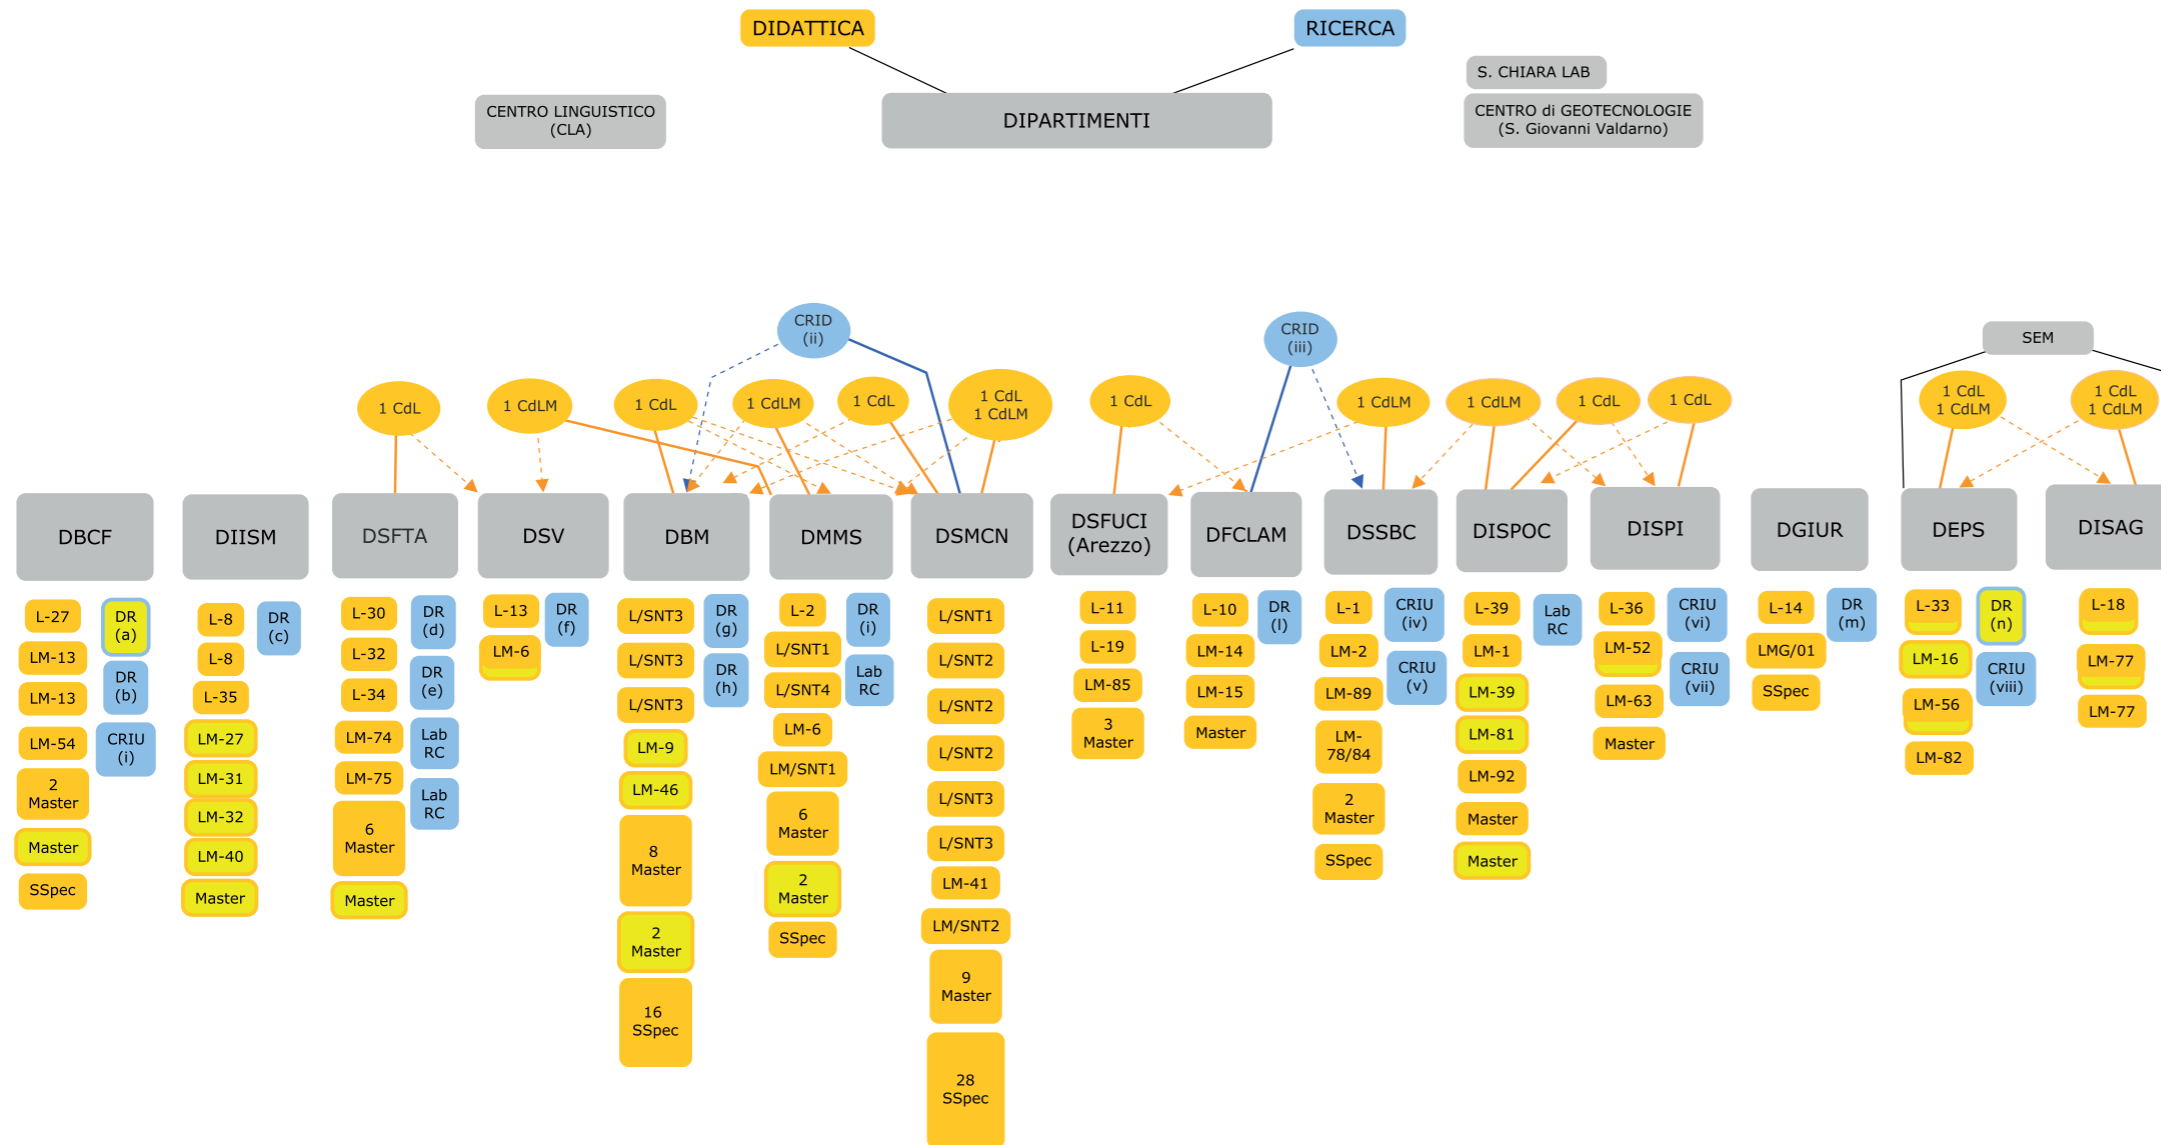 DIDATTICA
RICERCA
S. CHIARA LAB
CENTRO LINGUISTICO
(CLA)
DIPARTIMENTI
CENTRO di GEOTECNOLOGIE
(S. Giovanni Valdarno)
CRID
(ii)
CRID
(iii)
SEM
1 CdL
1 CdLM
1 CdL
1 CdLM
1 CdL
1 CdL
1 CdLM
1 CdL
1 CdLM
1 CdLM
1 CdL
1 CdL
1 CdL
1 CdLM
1 CdL
1 CdLM
DBCF
L-27
LM-13
LM-13
LM-54
2
Master
Master
SSpec
DR
(a)
DR
(b)
CRIU
(i)
DIISM
L-8
L-8
L-35
LM-27
LM-31
LM-32
LM-40
Master
DR
(c)
DSFTA
L-30
L-32
L-34
LM-74
LM-75
6
Master
Master
DR
(d)
DR
(e)
Lab
RC
Lab
RC
DSV
L-13
LM-6
DR
(f)
DBM
L/SNT3
L/SNT3
L/SNT3
LM-9
LM-46
8
Master
2
Master
16
SSpec
DR
(g)
DR
(h)
DMMS
L-2
L/SNT1
L/SNT4
LM-6
LM/SNT1
6
Master
2
Master
SSpec
DR
(i)
Lab
RC
DSMCN
L/SNT1
L/SNT2
L/SNT2
L/SNT2
L/SNT3
L/SNT3
LM-41
LM/SNT2
9
Master
28
SSpec
DSFUCI
(Arezzo)
L-11
L-19
LM-85
3
Master
DFCLAM
L-10
LM-14
LM-15
Master
DR
(l)
DSSBC
L-1
LM-2
LM-89
LM-
78/84
2
Master
SSpec
CRIU
(iv)
CRIU
(v)
DISPOC
L-39
LM-1
LM-39
LM-81
LM-92
Master
Master
Lab
RC
DISPI
L-36
LM-52
LM-63
Master
CRIU
(vi)
CRIU
(vii)
DGIUR
L-14
LMG/01
SSpec
DR
(m)
DEPS
L-33
LM-16
LM-56
LM-82
DR
(n)
CRIU
(viii)
DISAG
L-18
LM-77
LM-77